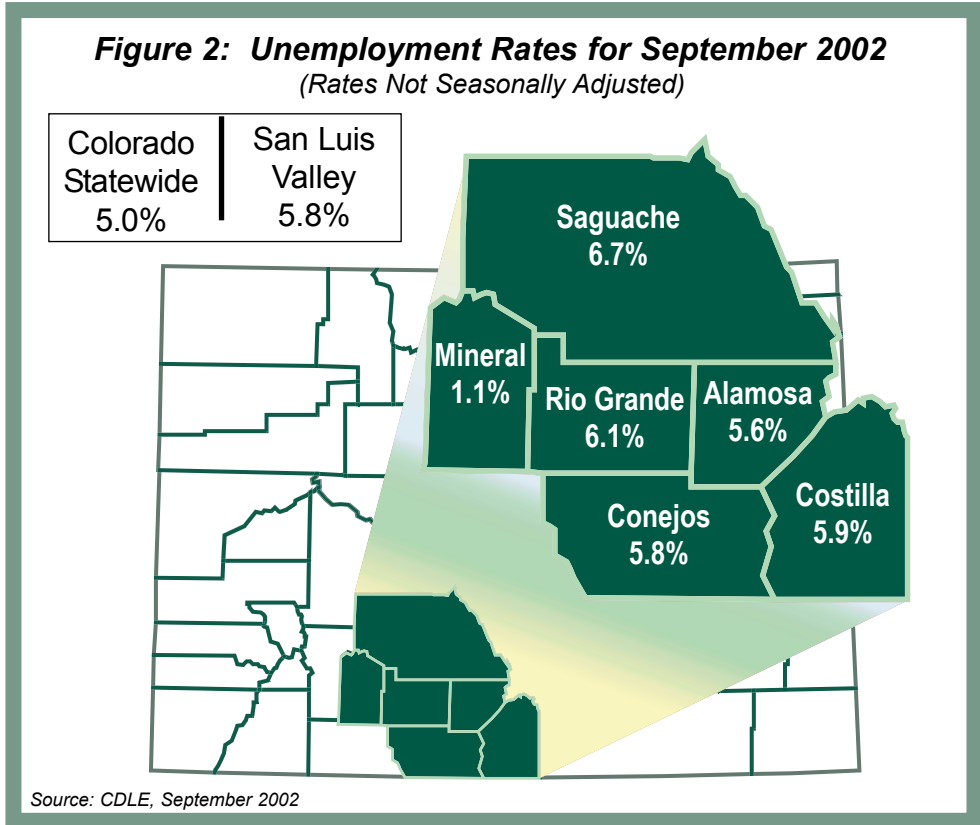 Figure 2: Unemployment Rates for September 2002
(Rates Not Seasonally Adjusted)
Colorado
Statewide
5.0%
San Luis
Valley
5.8%
Saguache
6.7%
Mineral
1.1%
Rio Grande
6.1%
Alamosa
5.6%
Conejos
5.8%
Costilla
5.9%
Source: CDLE, September 2002